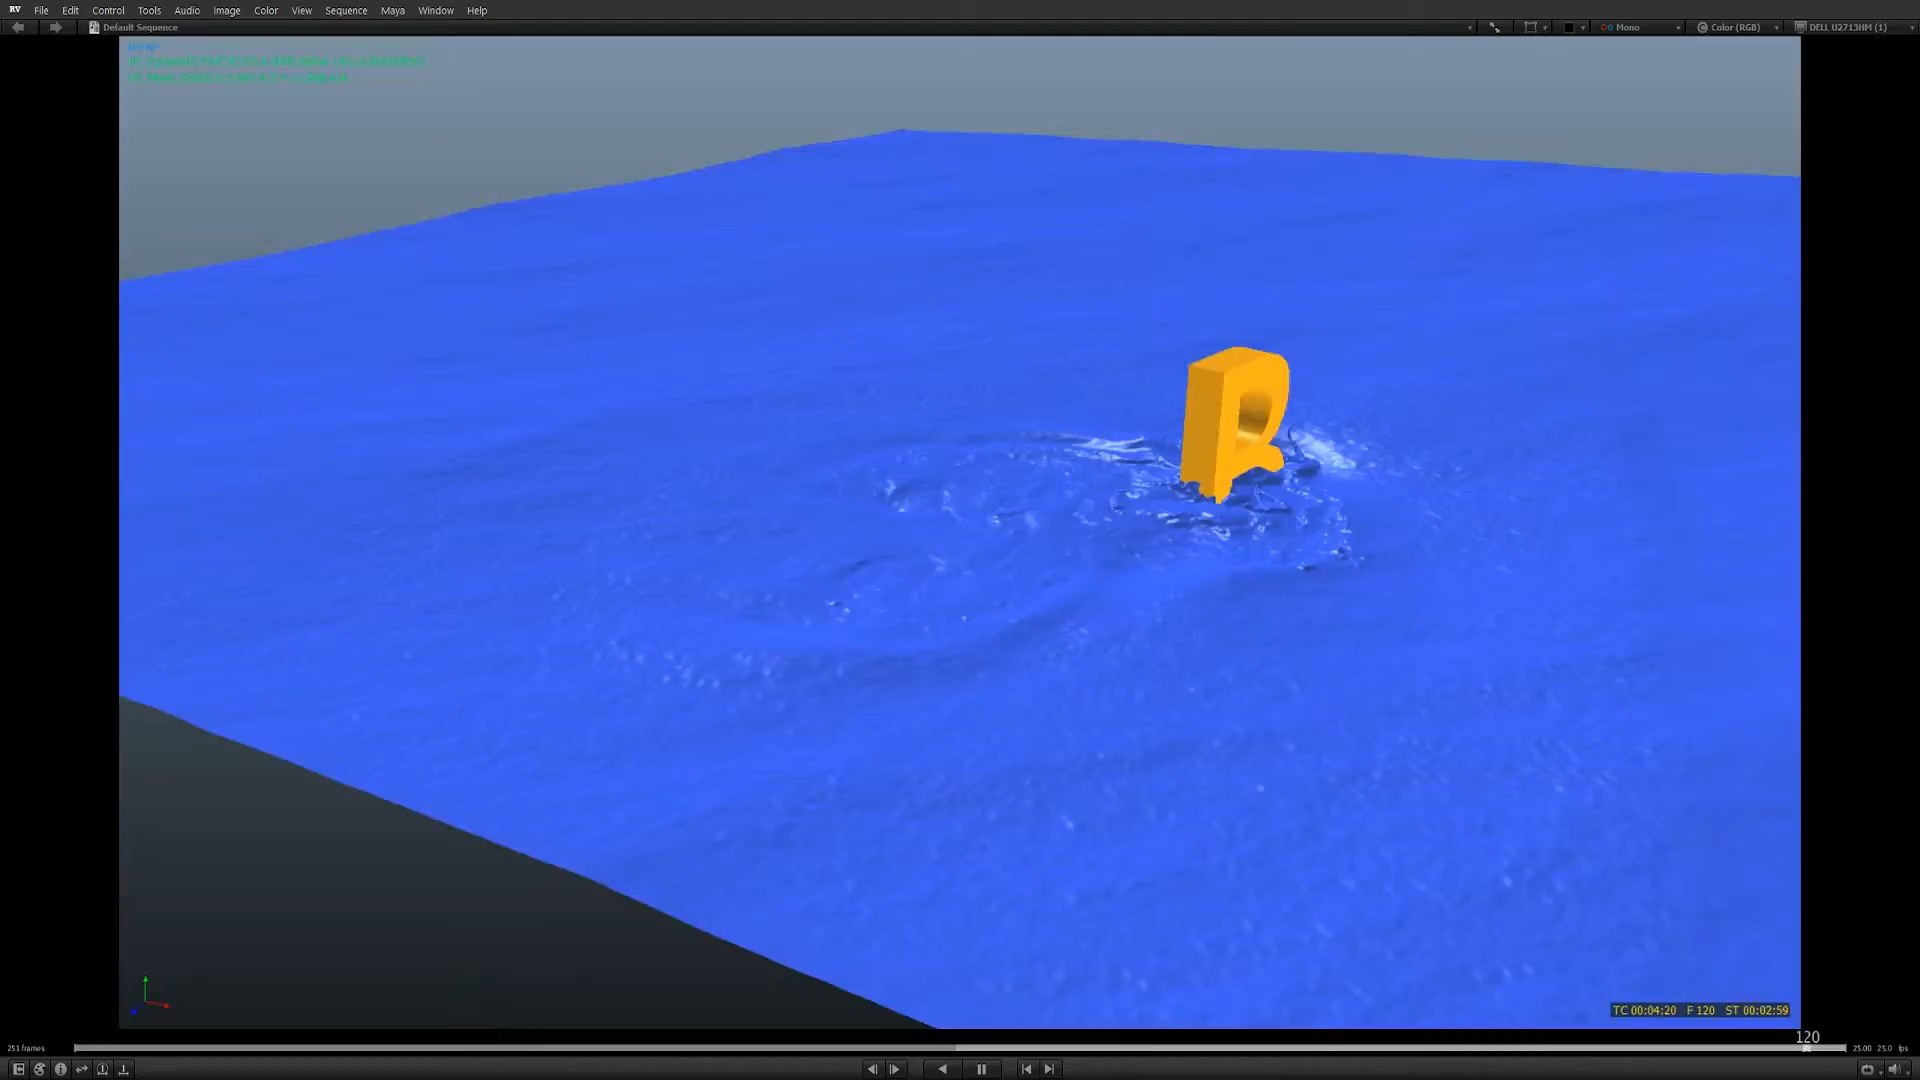 RV File Edit Control Tools Audio Image Color View Sequence Maya Window Help
Default Sequence Mono Color (RGB) DELL U2713HM (1)
R
TC 00:04:20 F 120 ST 00:02:59
120
251 frames 25.00 25.0 fps